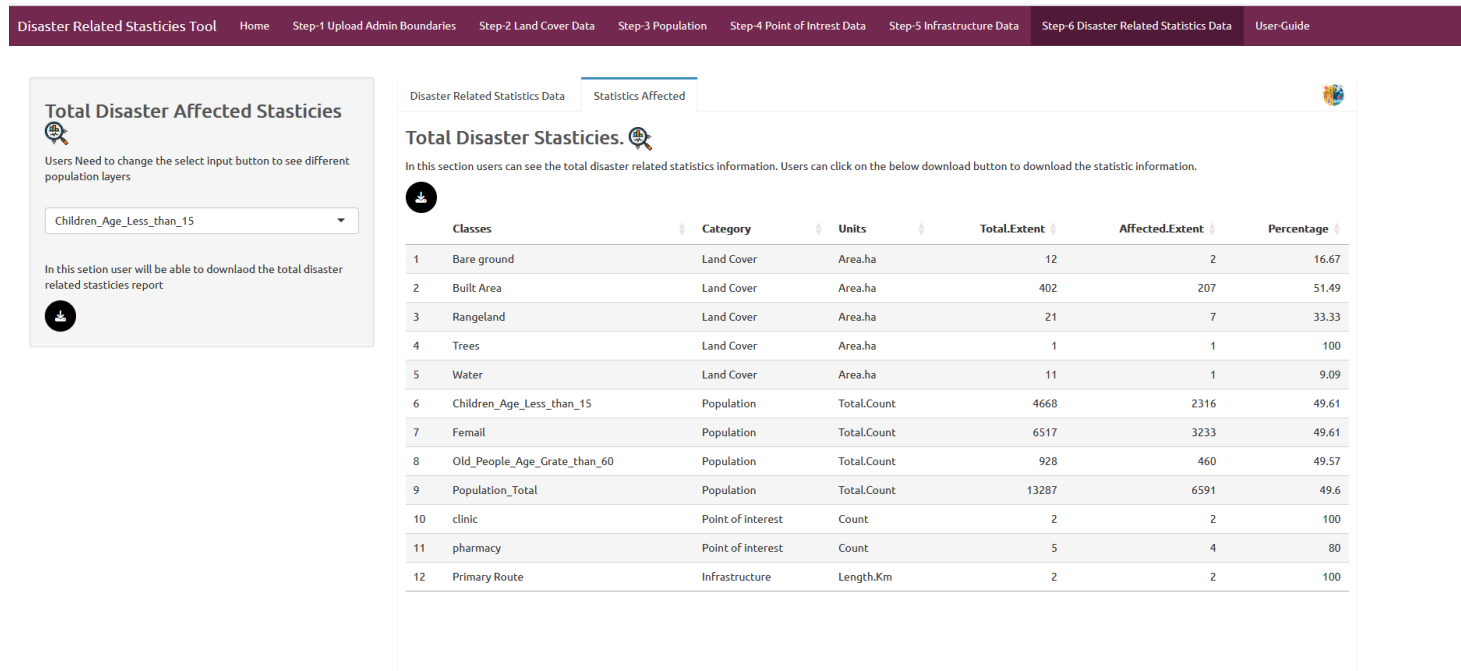 Disaster Related Stasticies Tool Home Step-1 Upload Admin Boundaries Step-2 Land Cover Data Step-3 Population Step-4 Point of Intrest Data Step-5 Infrastructure Data Step-6 Disaster Related Statistics Data User-Guide
Total Disaster Affected Stasticies
Users Need to change the select input button to see different
population layers
Children_Age_Less_than_15
In this setion user will be able to downlaod the total disaster
related stasticies report
Disaster Related Statistics Data Statistics Affected
Total Disaster Stasticies.
In this section users can see the total disaster related statistics information. Users can click on the below download button to download the statistic information.
Classes Category Units Total.Extent Affected.Extent Percentage
1 Bare ground Land Cover Area.ha 12 2 16.67
2 Built Area Land Cover Area.ha 402 207 51.49
3 Rangeland Land Cover Area.ha 21 7 33.33
4 Trees Land Cover Area.ha 1 1 100
5 Water Land Cover Area.ha 11 1 9.09
6 Children_Age_Less_than_15 Population Total.Count 4668 2316 49.61
7 Femail Population Total.Count 6517 3233 49.61
8 Old_People_Age_Grate_than_60 Population Total.Count 928 460 49.57
9 Population_Total Population Total.Count 13287 6591 49.6
10 clinic Point of interest Count 2 2 100
11 pharmacy Point of interest Count 5 4 80
12 Primary Route Infrastructure Length.Km 2 2 100